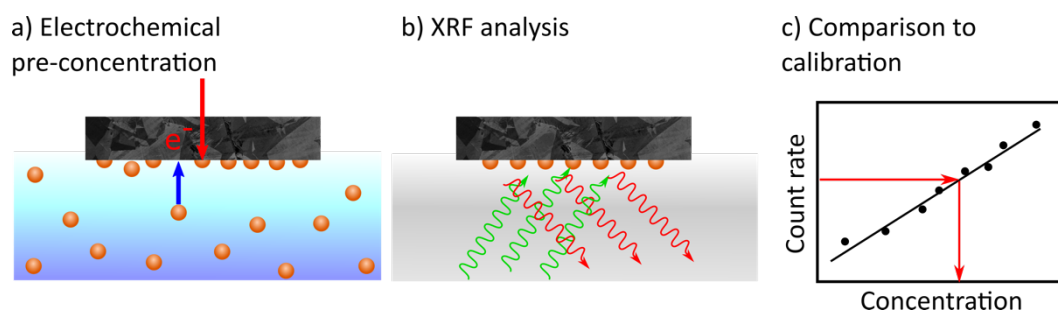 a) Electrochemical
pre-concentration
e⁻
b) XRF analysis
c) Comparison to
calibration
Count rate
Concentration